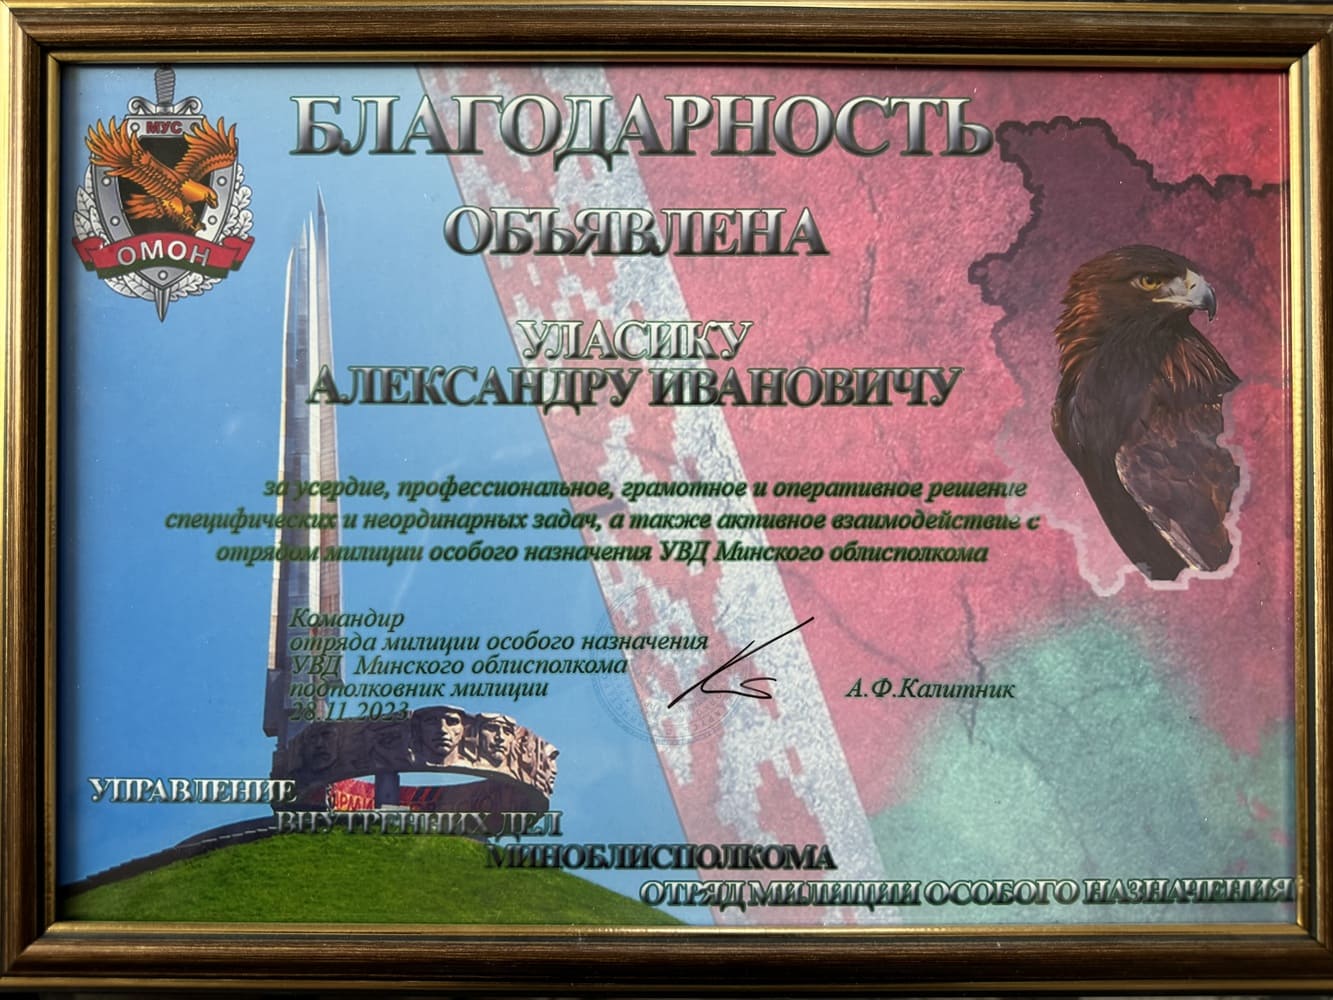 МУС
ОМОН
БЛАГОДАРНОСТЬ
ОБЪЯВЛЕНА
УЛАСИКУ
АЛЕКСАНДРУ ИВАНОВИЧУ
за усердие, профессиональное, грамотное и оперативное решение
специфических и неординарных задач, а также активное взаимодействие с
отрядом милиции особого назначения УВД Минского облисполкома
Командир
отряда милиции особого назначения
УВД Минского облисполкома
подполковник милиции
А.Ф.Калитник
28.11.2023
УПРАВЛЕНИЕ
ВНУТРЕННИХ ДЕЛ
МИНОБЛИСПОЛКОМА
ОТРЯД МИЛИЦИИ ОСОБОГО НАЗНАЧЕНИЯ